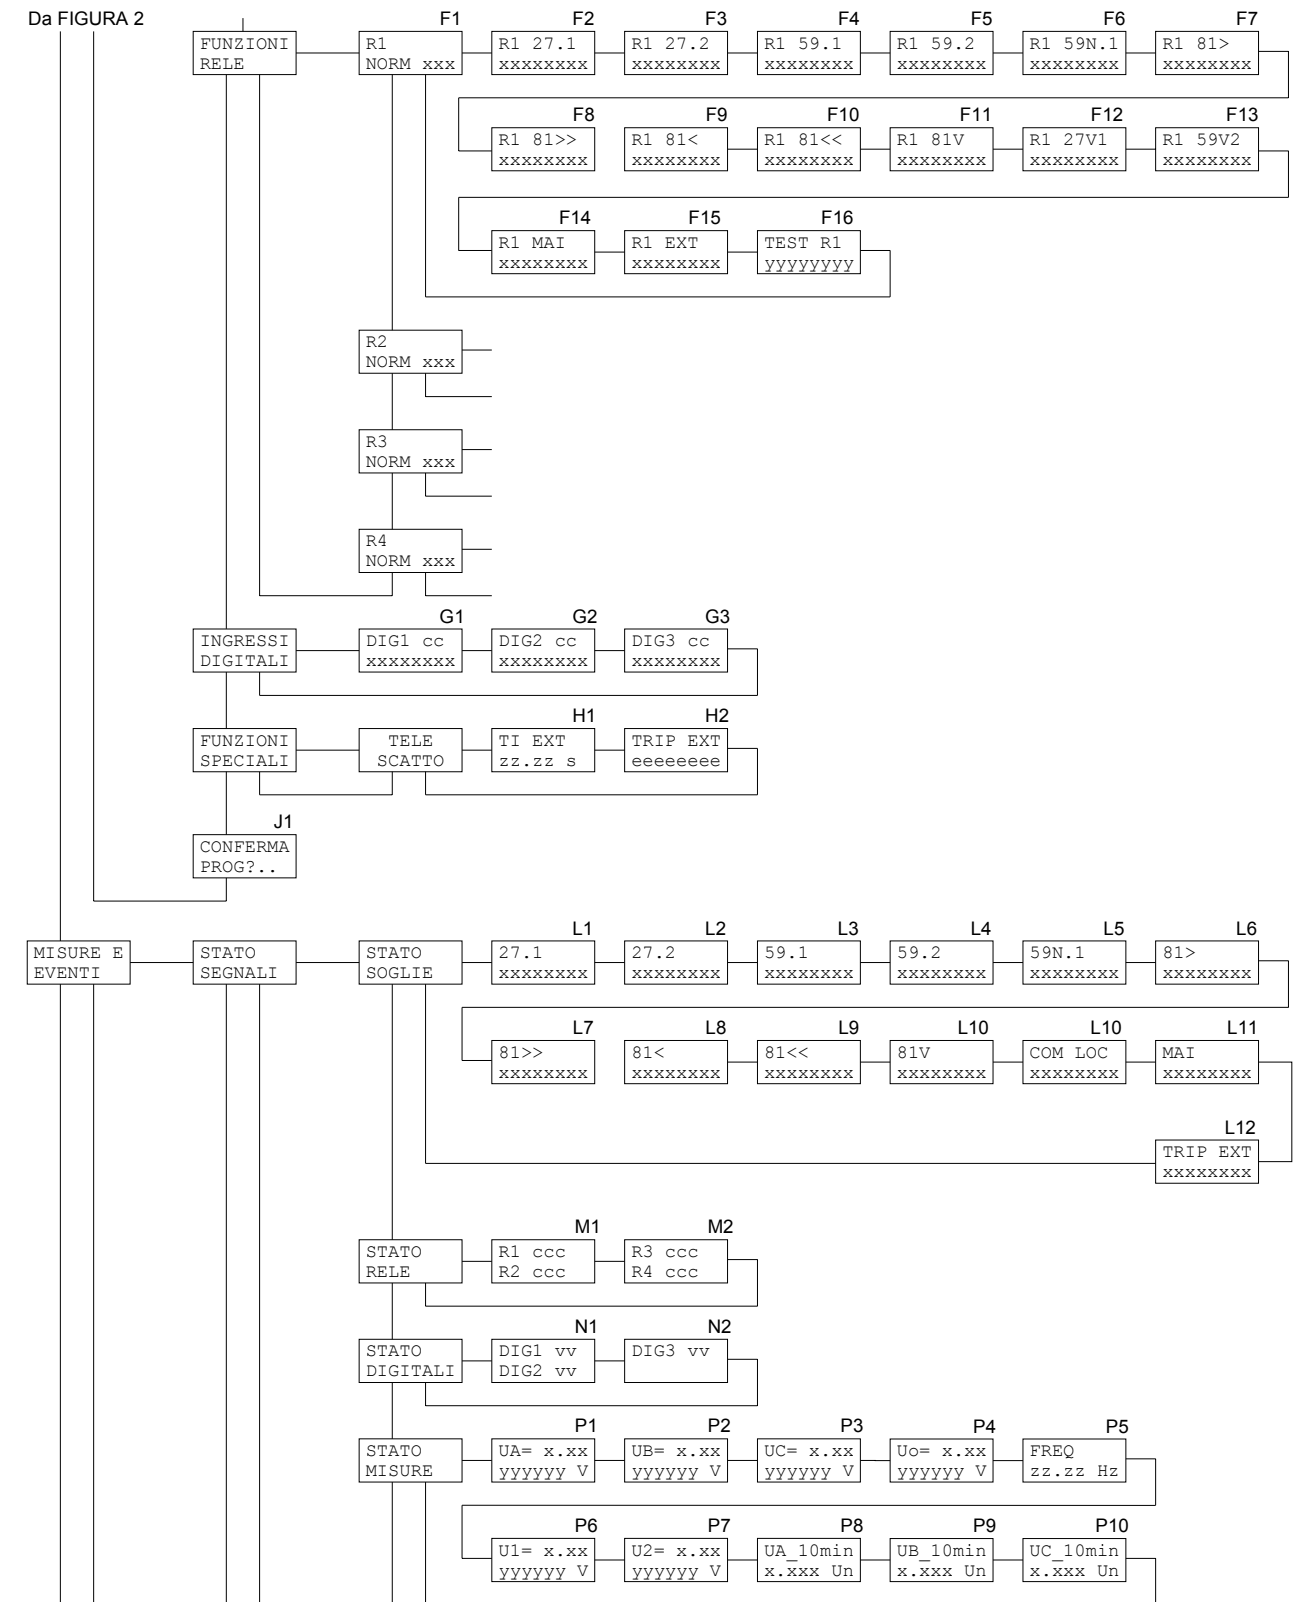 Da FIGURA 2
F1 F2 F3 F4 F5 F6 F7
FUNZIONI R1 R1 27.1 R1 27.2 R1 59.1 R1 59.2 R1 59N.1 R1 81>
RELE NORM xxx xxxxxxxx xxxxxxxx xxxxxxxx xxxxxxxx xxxxxxxx xxxxxxxx
F8 F9 F10 F11 F12 F13
R1 81>> R1 81< R1 81<< R1 81V R1 27V1 R1 59V2
xxxxxxxx xxxxxxxx xxxxxxxx xxxxxxxx xxxxxxxx xxxxxxxx
F14 F15 F16
R1 MAI R1 EXT TEST R1
xxxxxxxx xxxxxxxx yyyyyyyy
R2
NORM xxx
R3
NORM xxx
R4
NORM xxx
G1 G2 G3
INGRESSI DIG1 cc DIG2 cc DIG3 cc
DIGITALI xxxxxxxx xxxxxxxx xxxxxxxx
H1 H2
FUNZIONI TELE TI EXT TRIP EXT
SPECIALI SCATTO zz.zz s eeeeeeee
J1
CONFERMA
PROG?..
L1 L2 L3 L4 L5 L6
MISURE E STATO STATO 27.1 27.2 59.1 59.2 59N.1 81>
EVENTI SEGNALI SOGLIE xxxxxxxx xxxxxxxx xxxxxxxx xxxxxxxx xxxxxxxx xxxxxxxx
L7 L8 L9 L10 L10 L11
81>> 81< 81<< 81V COM LOC MAI
xxxxxxxx xxxxxxxx xxxxxxxx xxxxxxxx xxxxxxxx xxxxxxxx
L12
TRIP EXT
xxxxxxxx
M1 M2
STATO R1 ccc R3 ccc
RELE R2 ccc R4 ccc
N1 N2
STATO DIG1 vv DIG3 vv
DIGITALI DIG2 vv
P1 P2 P3 P4 P5
STATO UA= x.xx UB= x.xx UC= x.xx Uo= x.xx FREQ
MISURE yyyyyy V yyyyyy V yyyyyy V yyyyyy V zz.zz Hz
P6 P7 P8 P9 P10
U1= x.xx U2= x.xx UA_10min UB_10min UC_10min
yyyyyy V yyyyyy V x.xxx Un x.xxx Un x.xxx Un